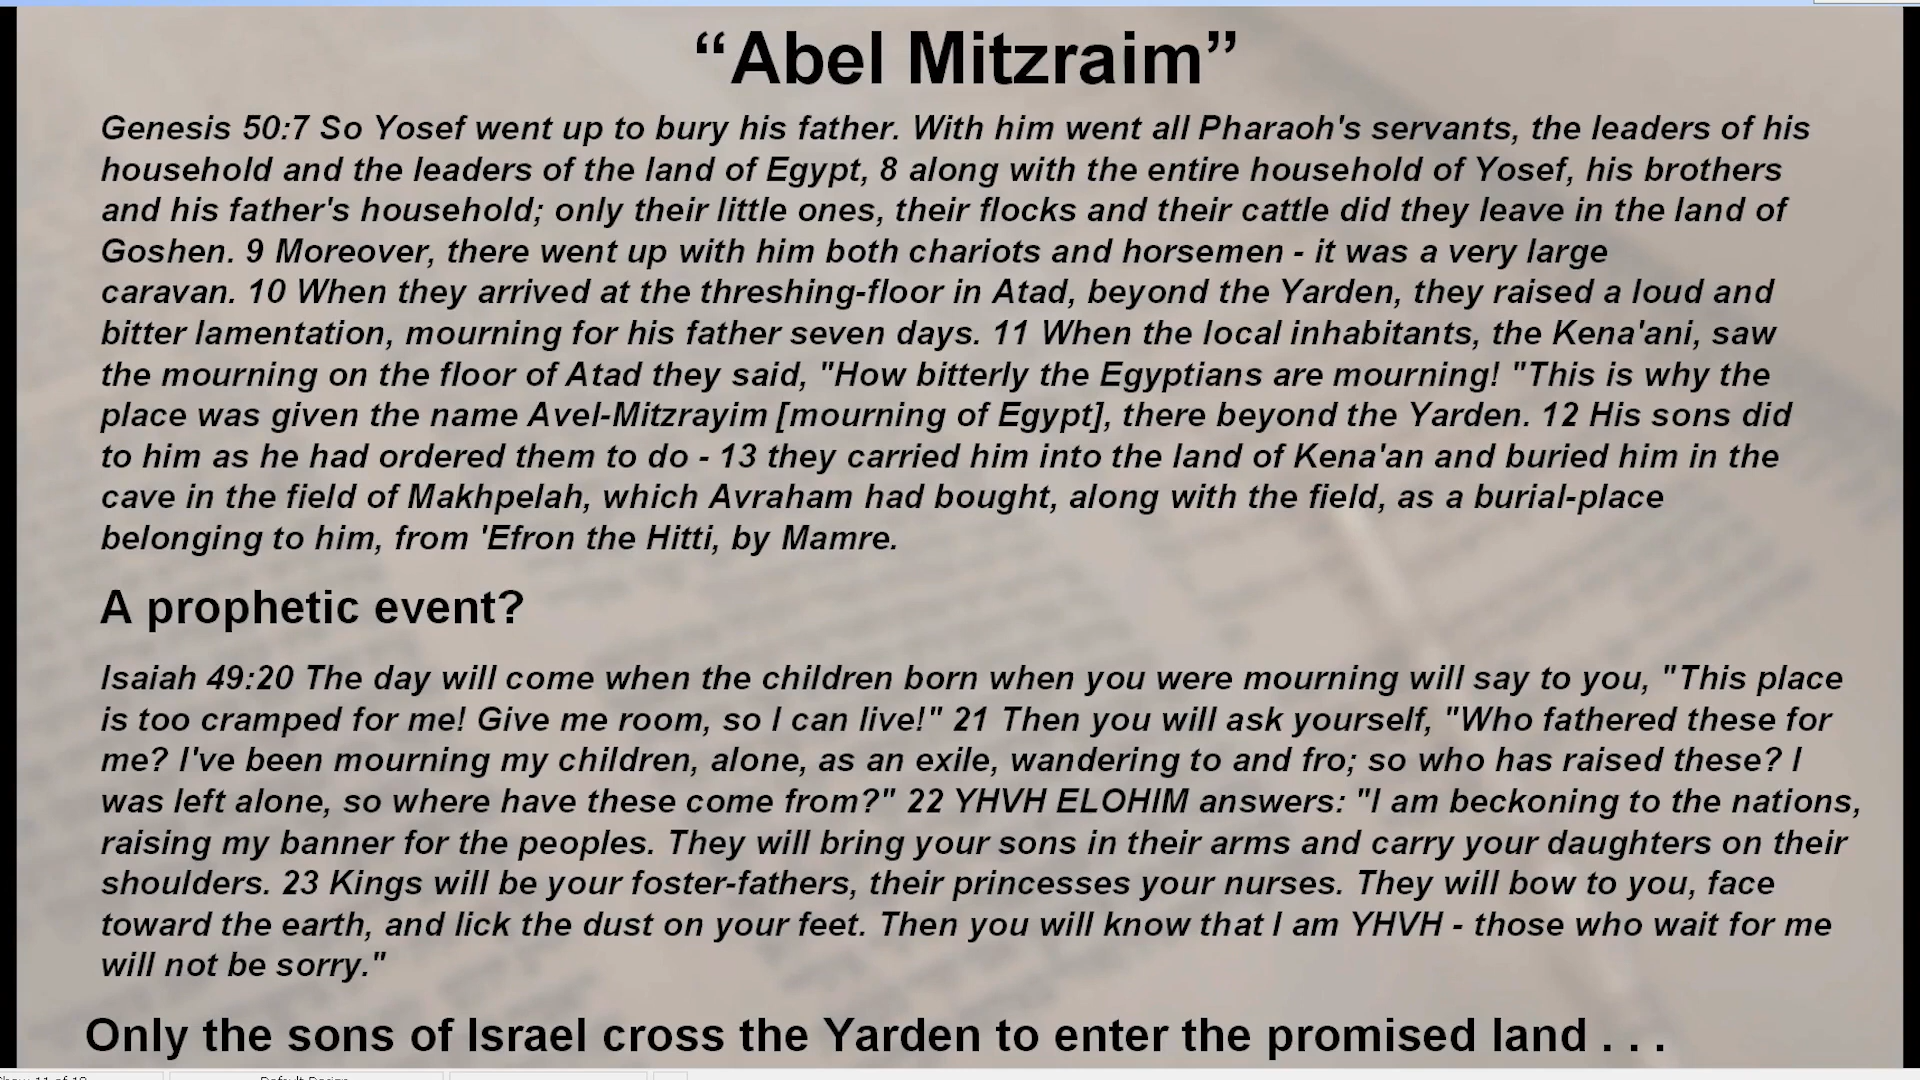 “Abel Mitzraim”
Genesis 50:7 So Yosef went up to bury his father. With him went all Pharaoh's servants, the leaders of his
household and the leaders of the land of Egypt, 8 along with the entire household of Yosef, his brothers
and his father's household; only their little ones, their flocks and their cattle did they leave in the land of
Goshen. 9 Moreover, there went up with him both chariots and horsemen - it was a very large
caravan. 10 When they arrived at the threshing-floor in Atad, beyond the Yarden, they raised a loud and
bitter lamentation, mourning for his father seven days. 11 When the local inhabitants, the Kena'ani, saw
the mourning on the floor of Atad they said, "How bitterly the Egyptians are mourning! "This is why the
place was given the name Avel-Mitzrayim [mourning of Egypt], there beyond the Yarden. 12 His sons did
to him as he had ordered them to do - 13 they carried him into the land of Kena'an and buried him in the
cave in the field of Makhpelah, which Avraham had bought, along with the field, as a burial-place
belonging to him, from 'Efron the Hitti, by Mamre.
A prophetic event?
Isaiah 49:20 The day will come when the children born when you were mourning will say to you, "This place
is too cramped for me! Give me room, so I can live!" 21 Then you will ask yourself, "Who fathered these for
me? I've been mourning my children, alone, as an exile, wandering to and fro; so who has raised these? I
was left alone, so where have these come from?" 22 YHVH ELOHIM answers: "I am beckoning to the nations,
raising my banner for the peoples. They will bring your sons in their arms and carry your daughters on their
shoulders. 23 Kings will be your foster-fathers, their princesses your nurses. They will bow to you, face
toward the earth, and lick the dust on your feet. Then you will know that I am YHVH - those who wait for me
will not be sorry."
Only the sons of Israel cross the Yarden to enter the promised land . . .
Default Design